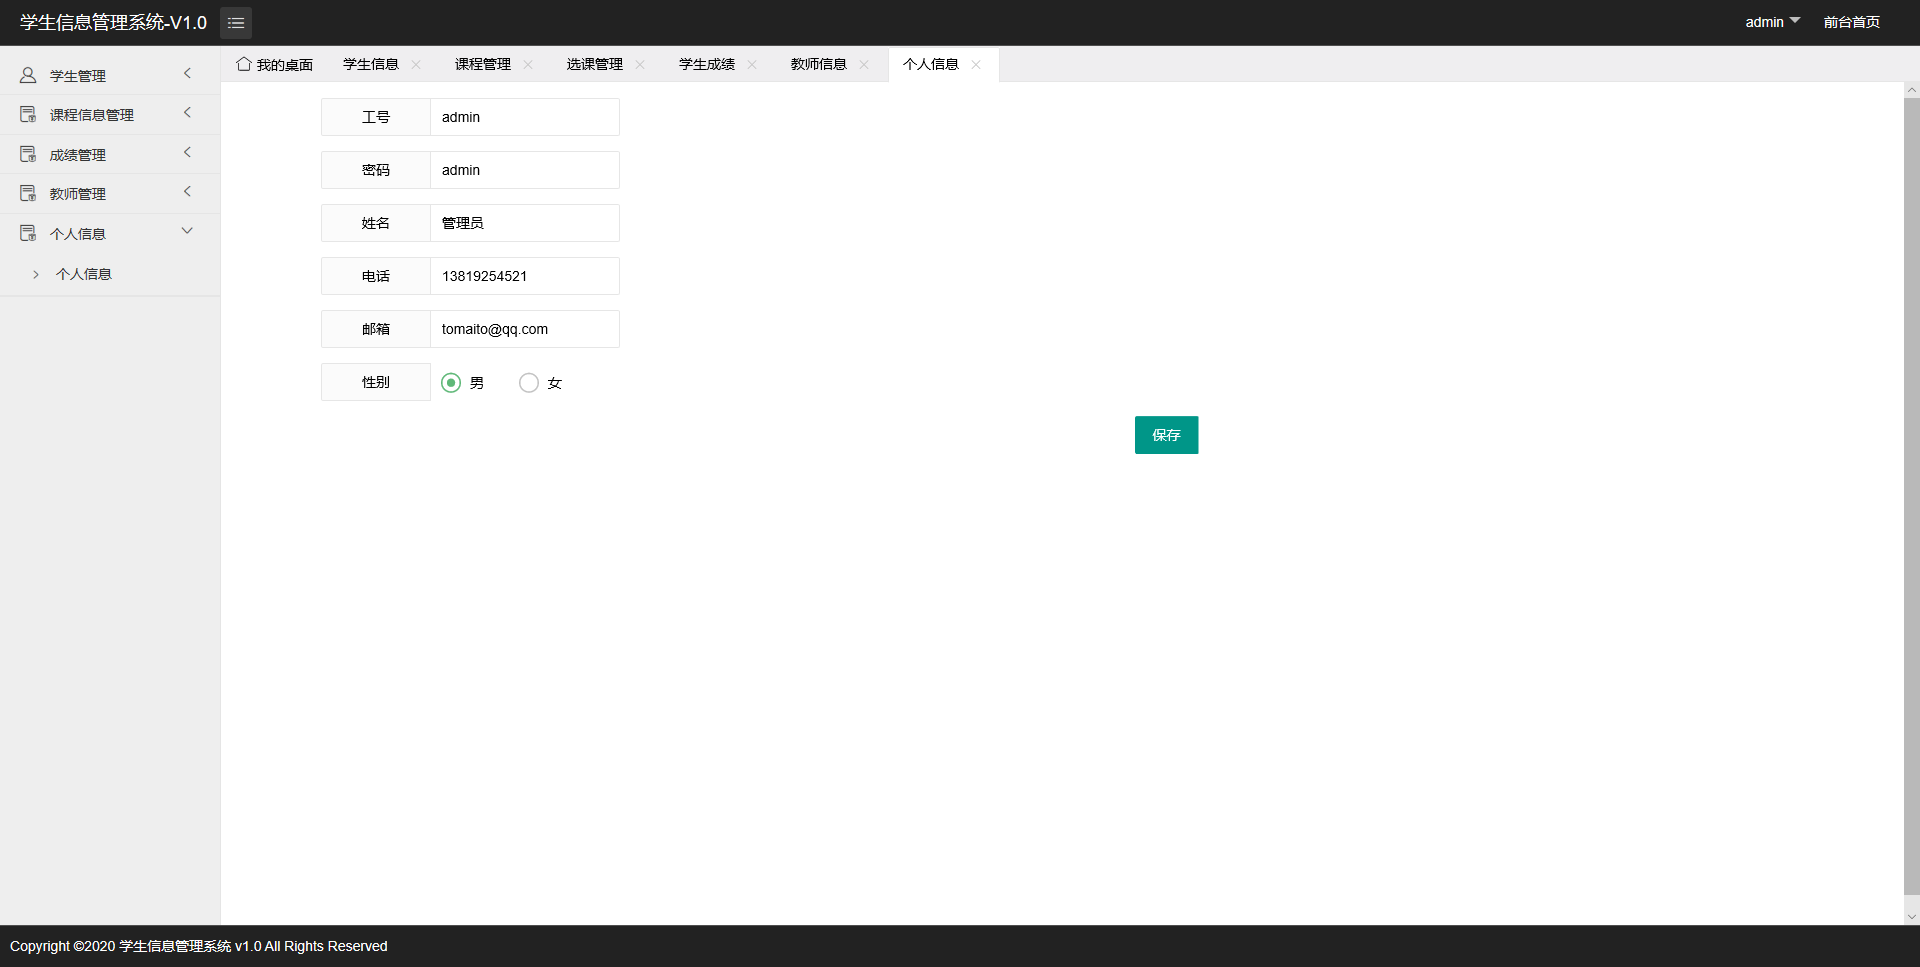 学生信息管理系统-V1.0
admin 前台首页
我的桌面 学生信息 课程管理 选课管理 学生成绩 教师信息 个人信息
学生管理
课程信息管理
成绩管理
教师管理
个人信息
个人信息
工号 admin
密码 admin
姓名 管理员
电话 13819254521
邮箱 tomaito@qq.com
性别 男 女
保存
Copyright ©2020 学生信息管理系统 v1.0 All Rights Reserved